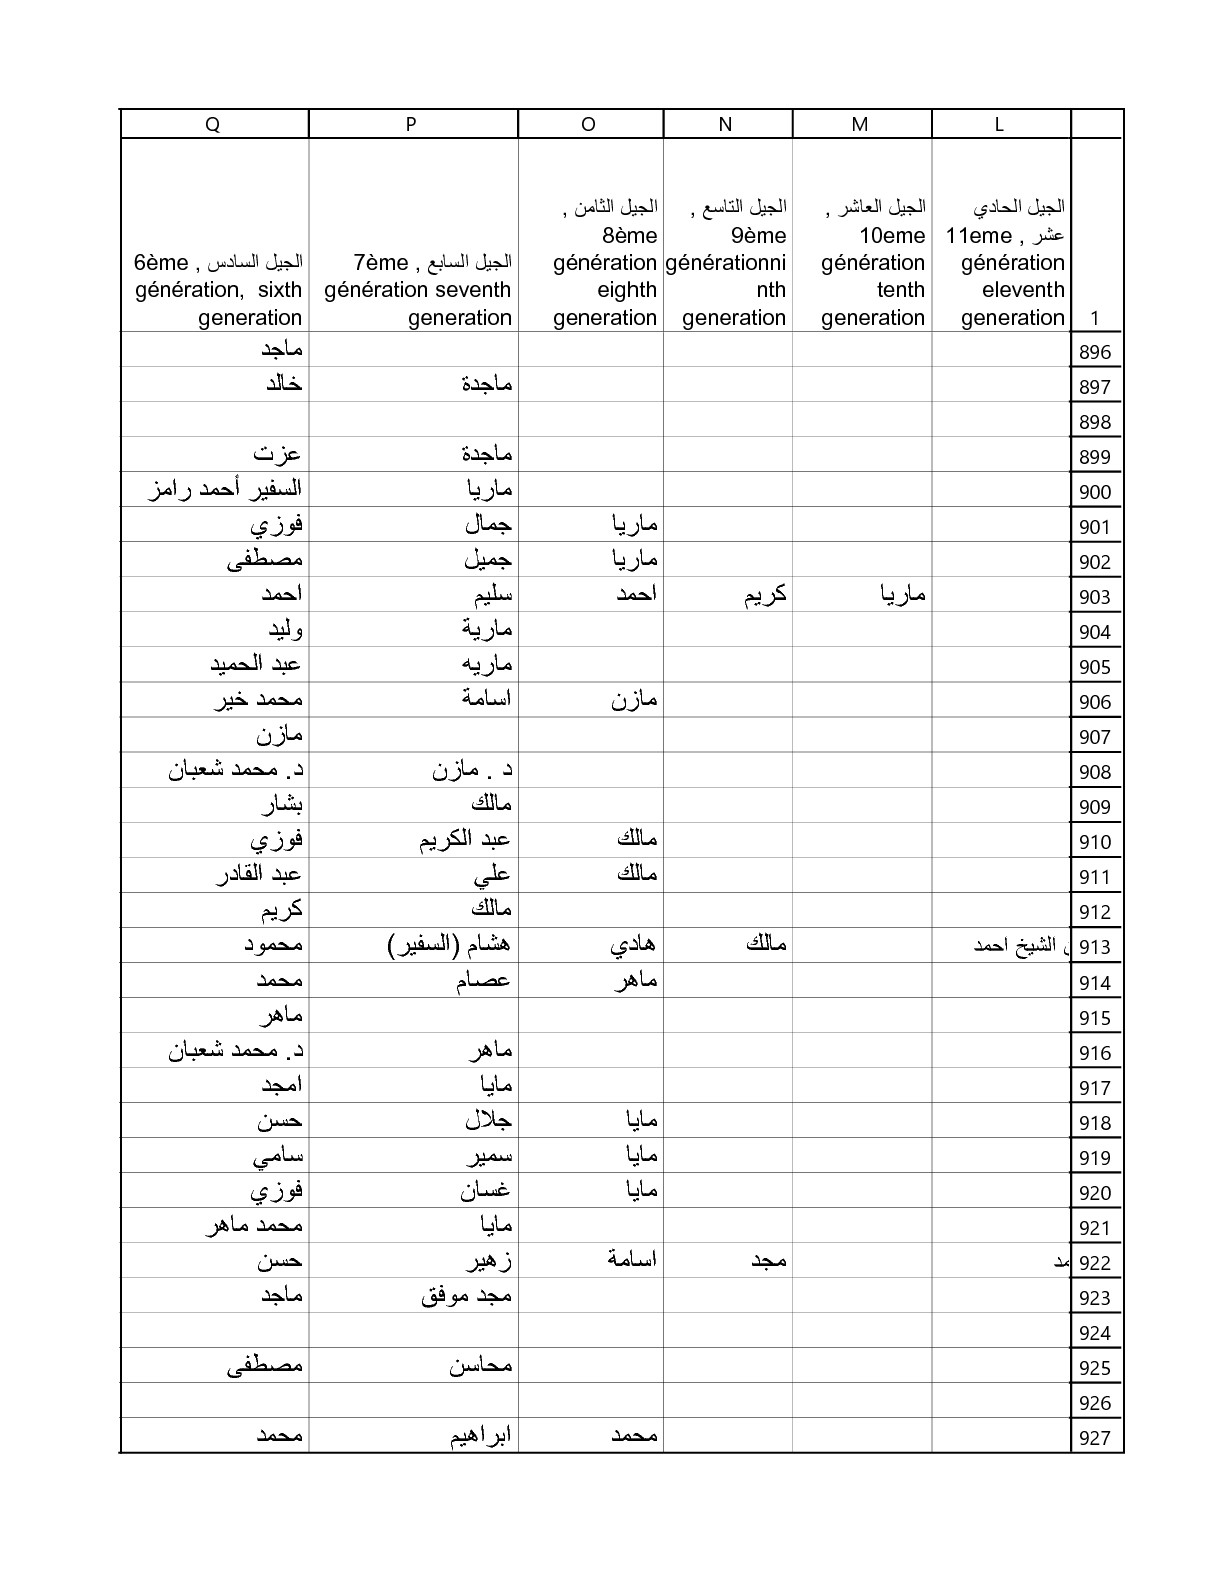 L M N O P Q
1 الجيل الحادي عشر , 11eme génération eleventh generation الجيل العاشر , 10eme génération tenth generation الجيل التاسع , 9ème générationni nth generation الجيل الثامن , 8ème génération eighth generation الجيل السابع , 7ème génération seventh generation الجيل السادس , 6ème génération, sixth generation
896 ماجد
897 ماجدة خالد
898
899 ماجدة عزت
900 ماريا السفير أحمد رامز
901 ماريا جمال فوزي
902 ماريا جميل مصطفى
903 ماريا كريم احمد سليم احمد
904 مارية وليد
905 ماريه عبد الحميد
906 مازن اسامة محمد خير
907 مازن
908 د . مازن د. محمد شعبان
909 مالك بشار
910 مالك عبد الكريم فوزي
911 مالك علي عبد القادر
912 مالك كريم
913 الشيخ احمد مالك هادي هشام (السفير) محمود
914 ماهر عصام محمد
915 ماهر
916 ماهر د. محمد شعبان
917 مايا امجد
918 مايا جلال حسن
919 مايا سمير سامي
920 مايا غسان فوزي
921 مايا محمد ماهر
922 مجد اسامة زهير حسن
923 مجد موفق ماجد
924
925 محاسن مصطفى
926
927 محمد ابراهيم محمد